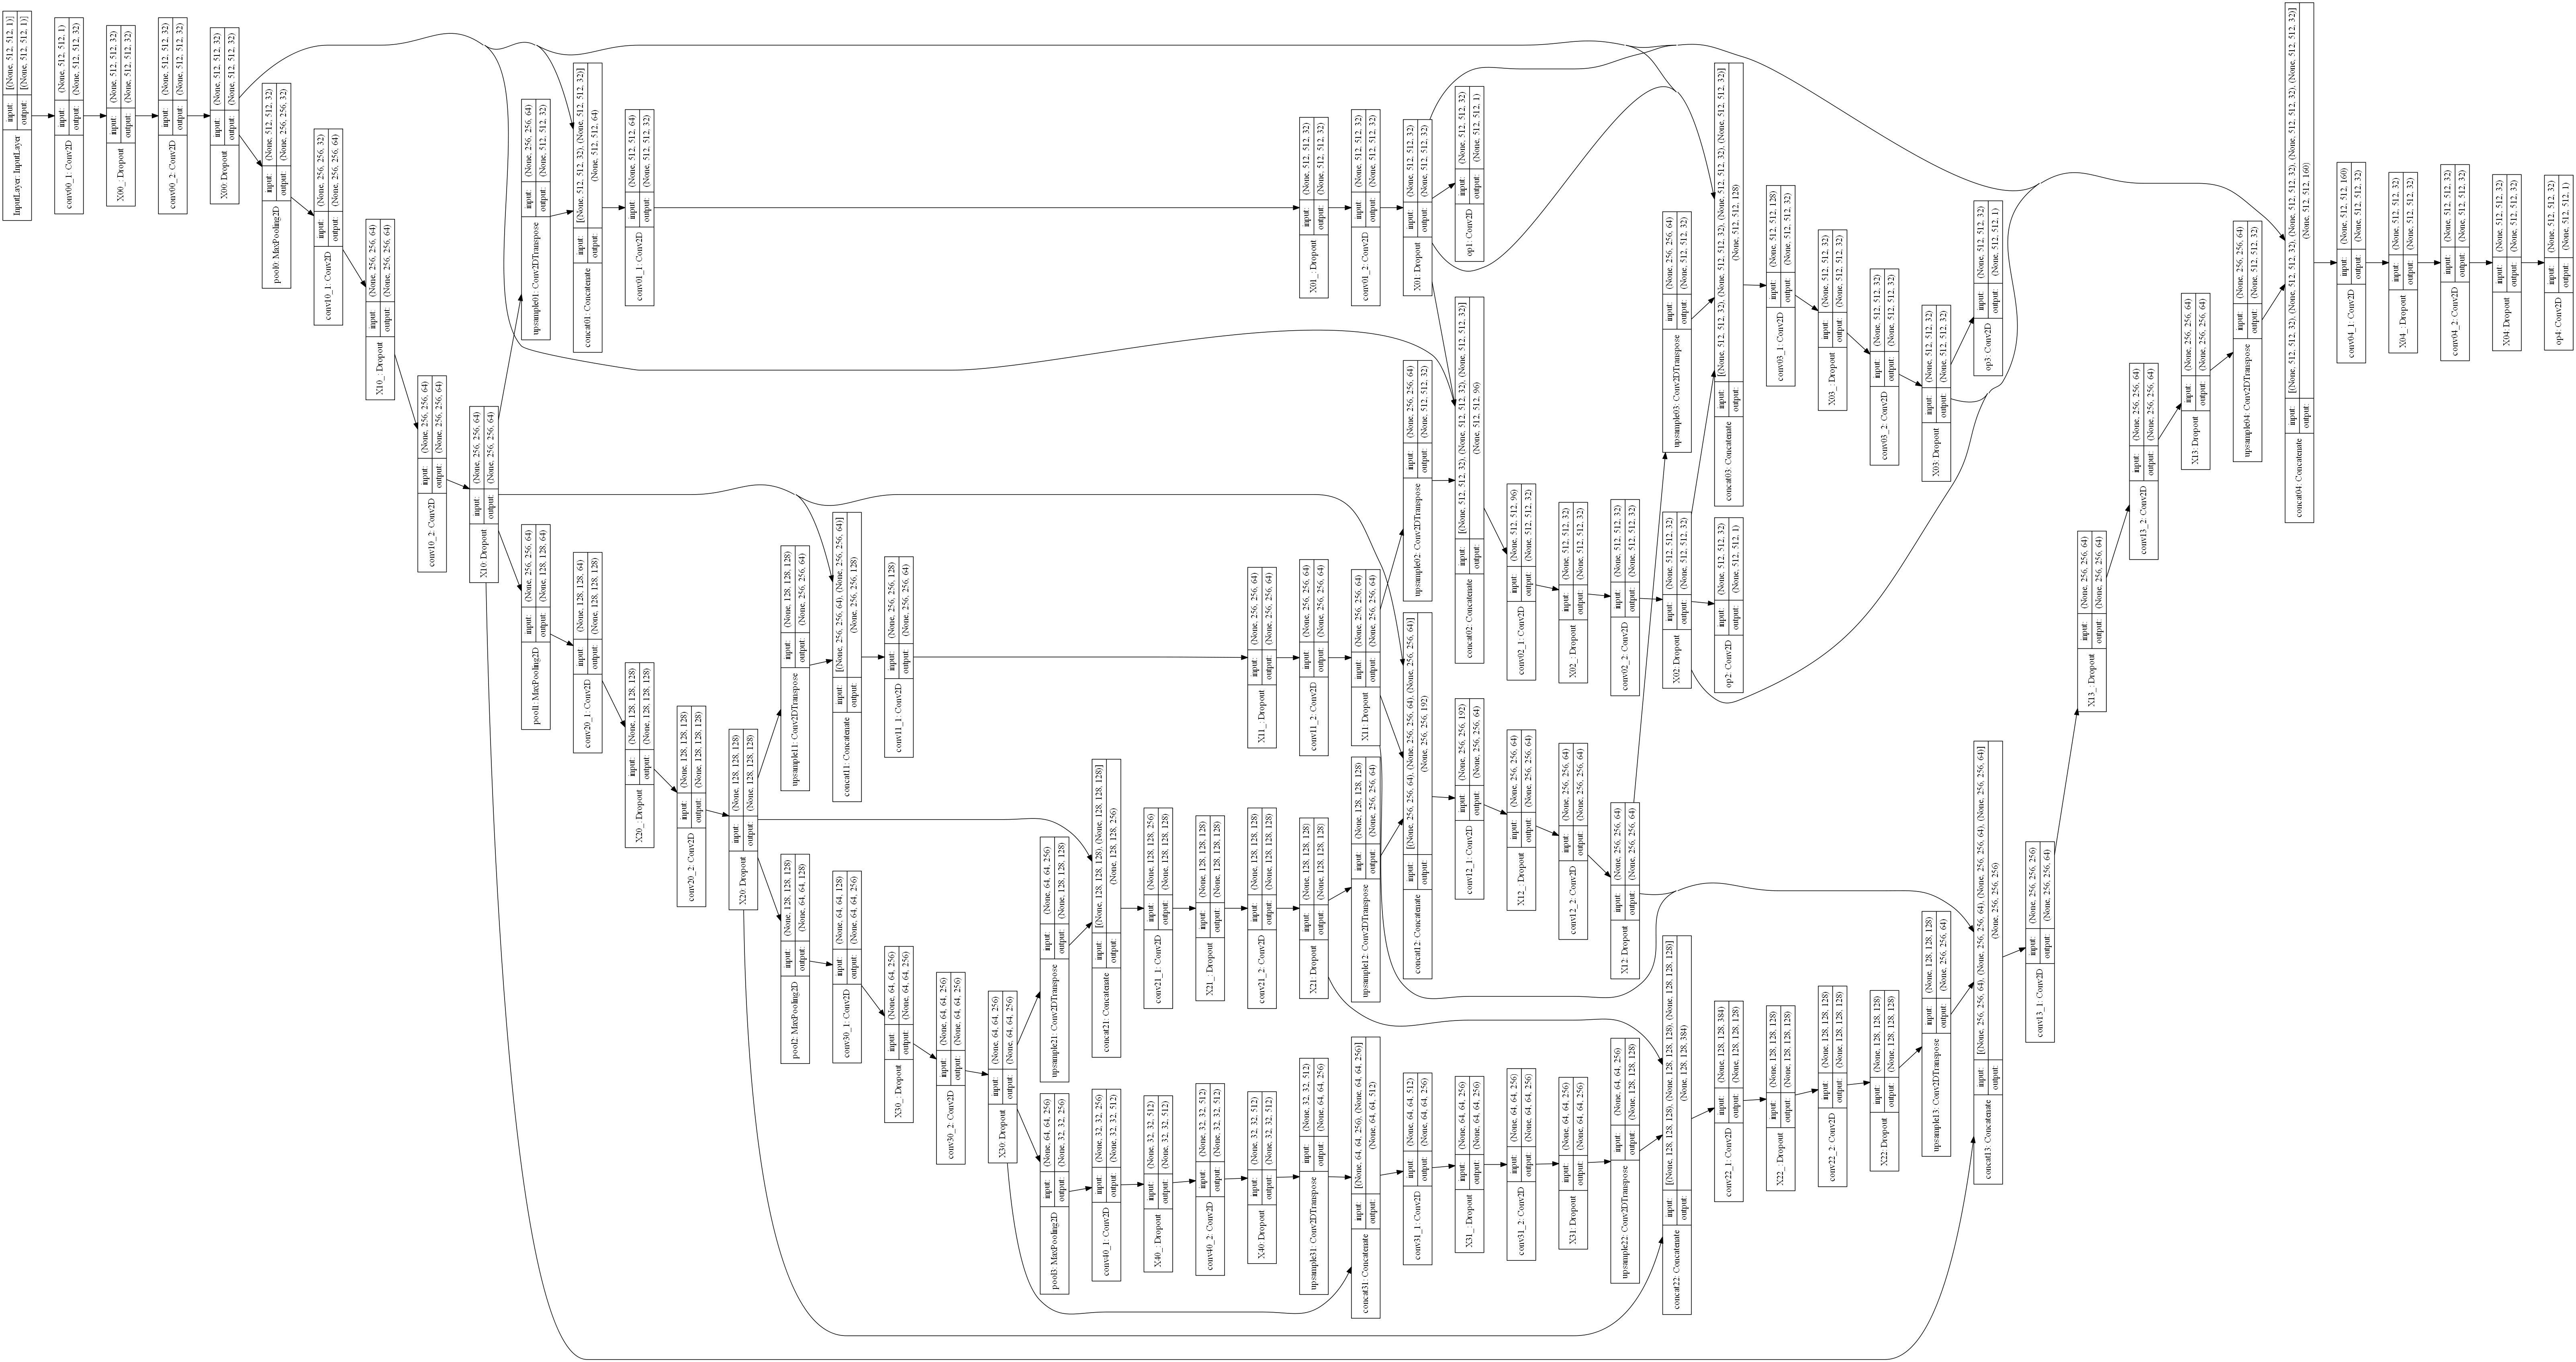 InputLayer: InputLayer
input: [(None, 512, 512, 1)]
output: [(None, 512, 512, 1)]
conv00_1: Conv2D
input: (None, 512, 512, 1)
output: (None, 512, 512, 32)
X00_: Dropout
input: (None, 512, 512, 32)
output: (None, 512, 512, 32)
conv00_2: Conv2D
input: (None, 512, 512, 32)
output: (None, 512, 512, 32)
X00: Dropout
input: (None, 512, 512, 32)
output: (None, 512, 512, 32)
pool0: MaxPooling2D
input: (None, 512, 512, 32)
output: (None, 256, 256, 32)
conv10_1: Conv2D
input: (None, 256, 256, 32)
output: (None, 256, 256, 64)
X10_: Dropout
input: (None, 256, 256, 64)
output: (None, 256, 256, 64)
conv10_2: Conv2D
input: (None, 256, 256, 64)
output: (None, 256, 256, 64)
X10: Dropout
input: (None, 256, 256, 64)
output: (None, 256, 256, 64)
upsample01: Conv2DTranspose
input: (None, 256, 256, 64)
output: (None, 512, 512, 32)
pool1: MaxPooling2D
input: (None, 256, 256, 64)
output: (None, 128, 128, 64)
concat01: Concatenate
input: [(None, 512, 512, 32), (None, 512, 512, 32)]
output: (None, 512, 512, 64)
conv20_1: Conv2D
input: (None, 128, 128, 64)
output: (None, 128, 128, 128)
conv01_1: Conv2D
input: (None, 512, 512, 64)
output: (None, 512, 512, 32)
X20_: Dropout
input: (None, 128, 128, 128)
output: (None, 128, 128, 128)
conv20_2: Conv2D
input: (None, 128, 128, 128)
output: (None, 128, 128, 128)
X20: Dropout
input: (None, 128, 128, 128)
output: (None, 128, 128, 128)
upsample11: Conv2DTranspose
input: (None, 128, 128, 128)
output: (None, 256, 256, 64)
pool2: MaxPooling2D
input: (None, 128, 128, 128)
output: (None, 64, 64, 128)
concat11: Concatenate
input: [(None, 256, 256, 64), (None, 256, 256, 64)]
output: (None, 256, 256, 128)
conv30_1: Conv2D
input: (None, 64, 64, 128)
output: (None, 64, 64, 256)
conv11_1: Conv2D
input: (None, 256, 256, 128)
output: (None, 256, 256, 64)
X30_: Dropout
input: (None, 64, 64, 256)
output: (None, 64, 64, 256)
conv30_2: Conv2D
input: (None, 64, 64, 256)
output: (None, 64, 64, 256)
X30: Dropout
input: (None, 64, 64, 256)
output: (None, 64, 64, 256)
upsample21: Conv2DTranspose
input: (None, 64, 64, 256)
output: (None, 128, 128, 128)
pool3: MaxPooling2D
input: (None, 64, 64, 256)
output: (None, 32, 32, 256)
concat21: Concatenate
input: [(None, 128, 128, 128), (None, 128, 128, 128)]
output: (None, 128, 128, 256)
conv40_1: Conv2D
input: (None, 32, 32, 256)
output: (None, 32, 32, 512)
conv21_1: Conv2D
input: (None, 128, 128, 256)
output: (None, 128, 128, 128)
X40_: Dropout
input: (None, 32, 32, 512)
output: (None, 32, 32, 512)
X21_: Dropout
input: (None, 128, 128, 128)
output: (None, 128, 128, 128)
conv40_2: Conv2D
input: (None, 32, 32, 512)
output: (None, 32, 32, 512)
X11_: Dropout
input: (None, 256, 256, 64)
output: (None, 256, 256, 64)
conv21_2: Conv2D
input: (None, 128, 128, 128)
output: (None, 128, 128, 128)
X40: Dropout
input: (None, 32, 32, 512)
output: (None, 32, 32, 512)
X01_: Dropout
input: (None, 512, 512, 32)
output: (None, 512, 512, 32)
conv11_2: Conv2D
input: (None, 256, 256, 64)
output: (None, 256, 256, 64)
X21: Dropout
input: (None, 128, 128, 128)
output: (None, 128, 128, 128)
upsample31: Conv2DTranspose
input: (None, 32, 32, 512)
output: (None, 64, 64, 256)
conv01_2: Conv2D
input: (None, 512, 512, 32)
output: (None, 512, 512, 32)
X11: Dropout
input: (None, 256, 256, 64)
output: (None, 256, 256, 64)
upsample12: Conv2DTranspose
input: (None, 128, 128, 128)
output: (None, 256, 256, 64)
concat31: Concatenate
input: [(None, 64, 64, 256), (None, 64, 64, 256)]
output: (None, 64, 64, 512)
X01: Dropout
input: (None, 512, 512, 32)
output: (None, 512, 512, 32)
upsample02: Conv2DTranspose
input: (None, 256, 256, 64)
output: (None, 512, 512, 32)
concat12: Concatenate
input: [(None, 256, 256, 64), (None, 256, 256, 64), (None, 256, 256, 64)]
output: (None, 256, 256, 192)
conv31_1: Conv2D
input: (None, 64, 64, 512)
output: (None, 64, 64, 256)
op1: Conv2D
input: (None, 512, 512, 32)
output: (None, 512, 512, 1)
concat02: Concatenate
input: [(None, 512, 512, 32), (None, 512, 512, 32), (None, 512, 512, 32)]
output: (None, 512, 512, 96)
conv12_1: Conv2D
input: (None, 256, 256, 192)
output: (None, 256, 256, 64)
X31_: Dropout
input: (None, 64, 64, 256)
output: (None, 64, 64, 256)
conv02_1: Conv2D
input: (None, 512, 512, 96)
output: (None, 512, 512, 32)
X12_: Dropout
input: (None, 256, 256, 64)
output: (None, 256, 256, 64)
conv31_2: Conv2D
input: (None, 64, 64, 256)
output: (None, 64, 64, 256)
X02_: Dropout
input: (None, 512, 512, 32)
output: (None, 512, 512, 32)
conv12_2: Conv2D
input: (None, 256, 256, 64)
output: (None, 256, 256, 64)
X31: Dropout
input: (None, 64, 64, 256)
output: (None, 64, 64, 256)
conv02_2: Conv2D
input: (None, 512, 512, 32)
output: (None, 512, 512, 32)
X12: Dropout
input: (None, 256, 256, 64)
output: (None, 256, 256, 64)
upsample22: Conv2DTranspose
input: (None, 64, 64, 256)
output: (None, 128, 128, 128)
upsample03: Conv2DTranspose
input: (None, 256, 256, 64)
output: (None, 512, 512, 32)
X02: Dropout
input: (None, 512, 512, 32)
output: (None, 512, 512, 32)
concat22: Concatenate
input: [(None, 128, 128, 128), (None, 128, 128, 128), (None, 128, 128, 128)]
output: (None, 128, 128, 384)
concat03: Concatenate
input: [(None, 512, 512, 32), (None, 512, 512, 32), (None, 512, 512, 32), (None, 512, 512, 32)]
output: (None, 512, 512, 128)
op2: Conv2D
input: (None, 512, 512, 32)
output: (None, 512, 512, 1)
conv22_1: Conv2D
input: (None, 128, 128, 384)
output: (None, 128, 128, 128)
conv03_1: Conv2D
input: (None, 512, 512, 128)
output: (None, 512, 512, 32)
X22_: Dropout
input: (None, 128, 128, 128)
output: (None, 128, 128, 128)
X03_: Dropout
input: (None, 512, 512, 32)
output: (None, 512, 512, 32)
conv22_2: Conv2D
input: (None, 128, 128, 128)
output: (None, 128, 128, 128)
conv03_2: Conv2D
input: (None, 512, 512, 32)
output: (None, 512, 512, 32)
X22: Dropout
input: (None, 128, 128, 128)
output: (None, 128, 128, 128)
X03: Dropout
input: (None, 512, 512, 32)
output: (None, 512, 512, 32)
upsample13: Conv2DTranspose
input: (None, 128, 128, 128)
output: (None, 256, 256, 64)
op3: Conv2D
input: (None, 512, 512, 32)
output: (None, 512, 512, 1)
concat13: Concatenate
input: [(None, 256, 256, 64), (None, 256, 256, 64), (None, 256, 256, 64), (None, 256, 256, 64)]
output: (None, 256, 256, 256)
conv13_1: Conv2D
input: (None, 256, 256, 256)
output: (None, 256, 256, 64)
X13_: Dropout
input: (None, 256, 256, 64)
output: (None, 256, 256, 64)
conv13_2: Conv2D
input: (None, 256, 256, 64)
output: (None, 256, 256, 64)
X13: Dropout
input: (None, 256, 256, 64)
output: (None, 256, 256, 64)
upsample04: Conv2DTranspose
input: (None, 256, 256, 64)
output: (None, 512, 512, 32)
concat04: Concatenate
input: [(None, 512, 512, 32), (None, 512, 512, 32), (None, 512, 512, 32), (None, 512, 512, 32), (None, 512, 512, 32)]
output: (None, 512, 512, 160)
conv04_1: Conv2D
input: (None, 512, 512, 160)
output: (None, 512, 512, 32)
X04_: Dropout
input: (None, 512, 512, 32)
output: (None, 512, 512, 32)
conv04_2: Conv2D
input: (None, 512, 512, 32)
output: (None, 512, 512, 32)
X04: Dropout
input: (None, 512, 512, 32)
output: (None, 512, 512, 32)
op4: Conv2D
input: (None, 512, 512, 32)
output: (None, 512, 512, 1)